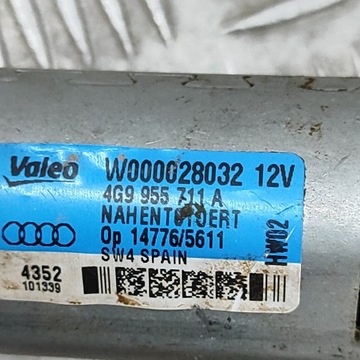 Valeo W000028032 12V
4G9 955 711 A
NAHENTSTOERT
Op 14776/5611
SW4 SPAIN
HW02
4352
101339